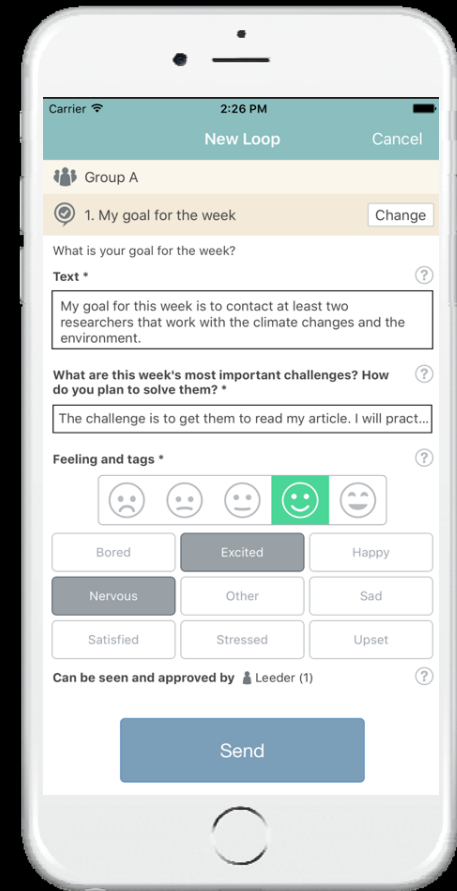 Carrier 2:26 PM
New Loop Cancel
Group A
1. My goal for the week Change
What is your goal for the week?
Text * ?
My goal for this week is to contact at least two
researchers that work with the climate changes and the
environment.
What are this week's most important challenges? How ?
do you plan to solve them? *
The challenge is to get them to read my article. I will pract...
Feeling and tags * ?
Bored Excited Happy
Nervous Other Sad
Satisfied Stressed Upset
Can be seen and approved by Leeder (1) ?
Send